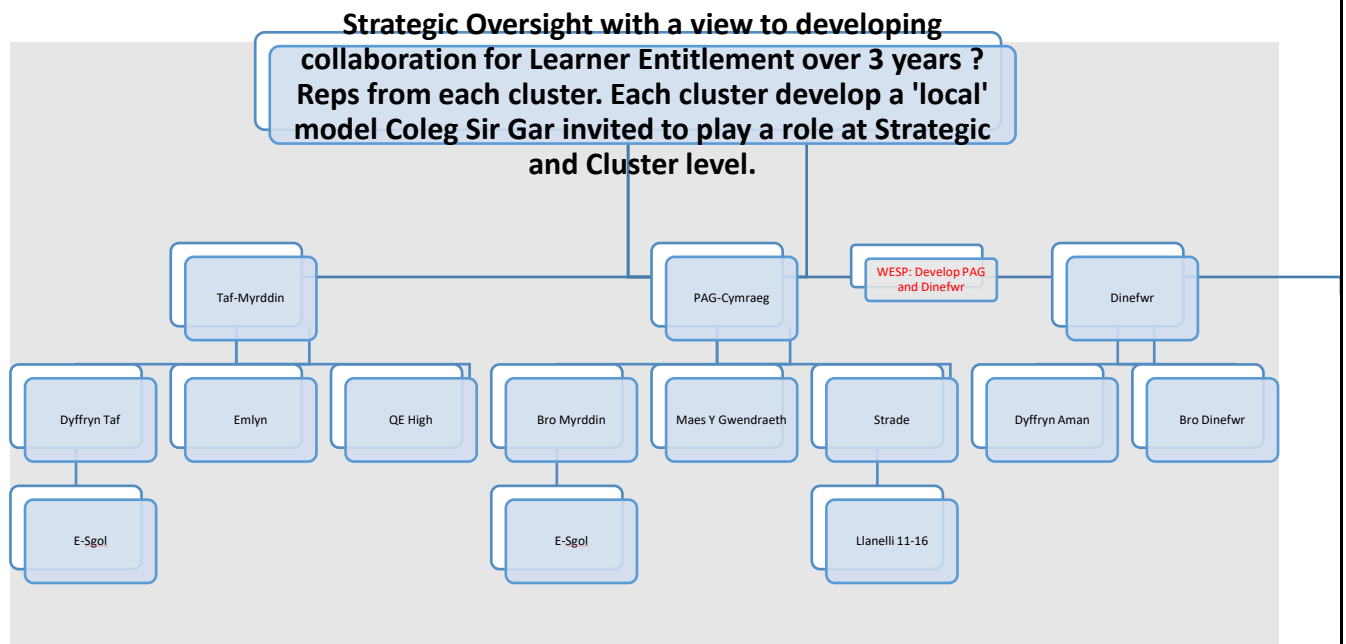 Strategic Oversight with a view to developing
collaboration for Learner Entitlement over 3 years ?
Reps from each cluster. Each cluster develop a 'local'
model Coleg Sir Gar invited to play a role at Strategic
and Cluster level.
Taf-Myrddin
PAG-Cymraeg
WESP: Develop PAG
and Dinefwr
Dinefwr
Dyffryn Taf
Emlyn
QE High
Bro Myrddin
Maes Y Gwendraeth
Strade
Dyffryn Aman
Bro Dinefwr
E-Sgol
E-Sgol
Llanelli 11-16